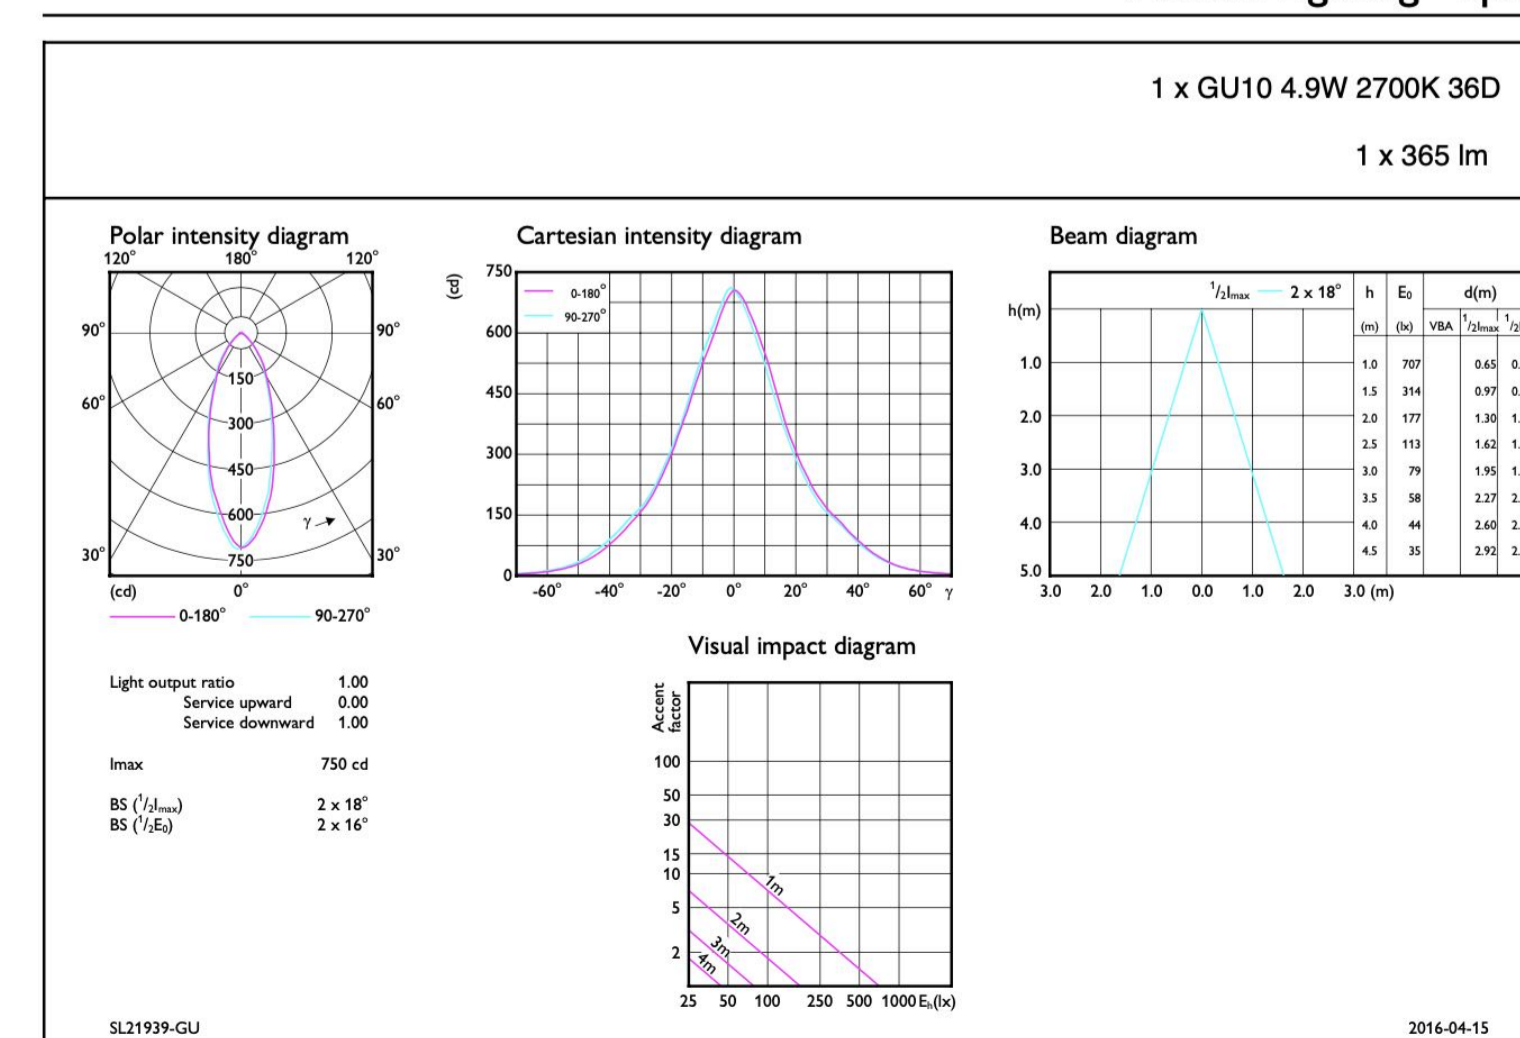 1 x GU10 4.9W 2700K 36D
1 x 365 lm
Polar intensity diagram
120° 180° 120°
90° 90°
60° 60°
150
300
450
600
750
γ
30° 30°
(cd) 0°
0-180° 90-270°
Cartesian intensity diagram
(cd)
750
600
450
300
150
0
0-180°
90-270°
-60° -40° -20° 0° 20° 40° 60° γ
Beam diagram
h(m)
1.0
2.0
3.0
4.0
5.0
1/2Imax 2 x 18°
3.0 2.0 1.0 0.0 1.0 2.0 3.0 (m)
h E0 d(m)
(m) (lx) VBA 1/2Imax
1.0 707 0.65 0.
1.5 314 0.97 0.
2.0 177 1.30 1.
2.5 113 1.62 1.
3.0 79 1.95 1.
3.5 58 2.27 2.
4.0 44 2.60 2.
4.5 35 2.92 2.
Light output ratio 1.00
Service upward 0.00
Service downward 1.00
Imax 750 cd
BS (1/2Imax) 2 x 18°
BS (1/2E0) 2 x 16°
Visual impact diagram
Accent
factor
100
50
30
15
10
5
2
1m
2m
3m
4m
25 50 100 250 500 1000 Eh(lx)
SL21939-GU
2016-04-15